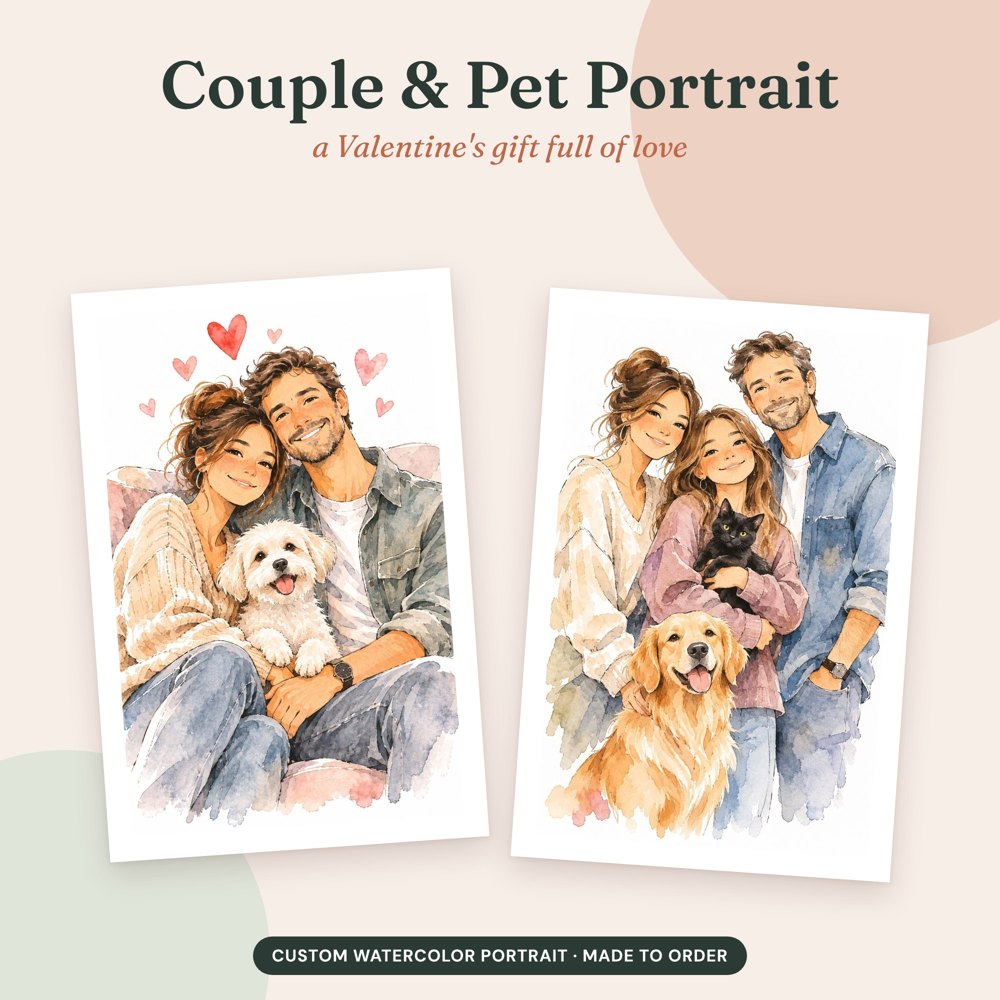 Couple & Pet Portrait
a Valentine's gift full of love
CUSTOM WATERCOLOR PORTRAIT · MADE TO ORDER